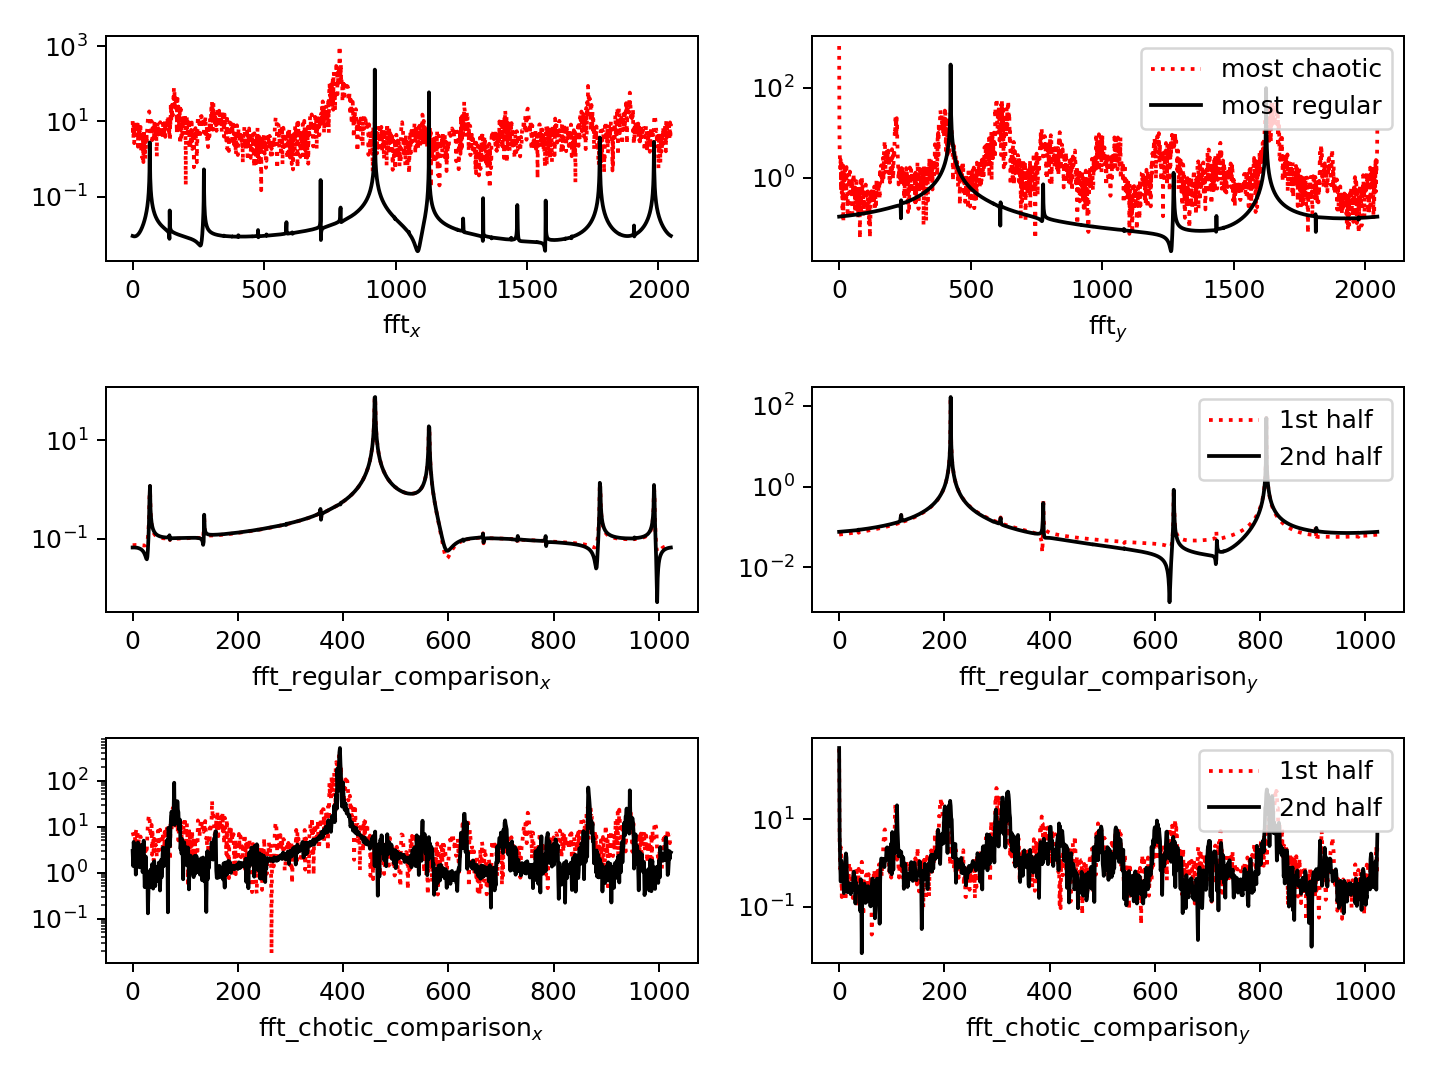 10³
10¹
10⁻¹
0 500 1000 1500 2000
fftₓ
10²
10⁰
0 500 1000 1500 2000
fft_y
most chaotic
most regular
10¹
10⁻¹
0 200 400 600 800 1000
fft_regular_comparisonₓ
10²
10⁰
10⁻²
0 200 400 600 800 1000
fft_regular_comparison_y
1st half
2nd half
10²
10¹
10⁰
10⁻¹
0 200 400 600 800 1000
fft_chotic_comparisonₓ
10¹
10⁻¹
0 200 400 600 800 1000
fft_chotic_comparison_y
1st half
2nd half